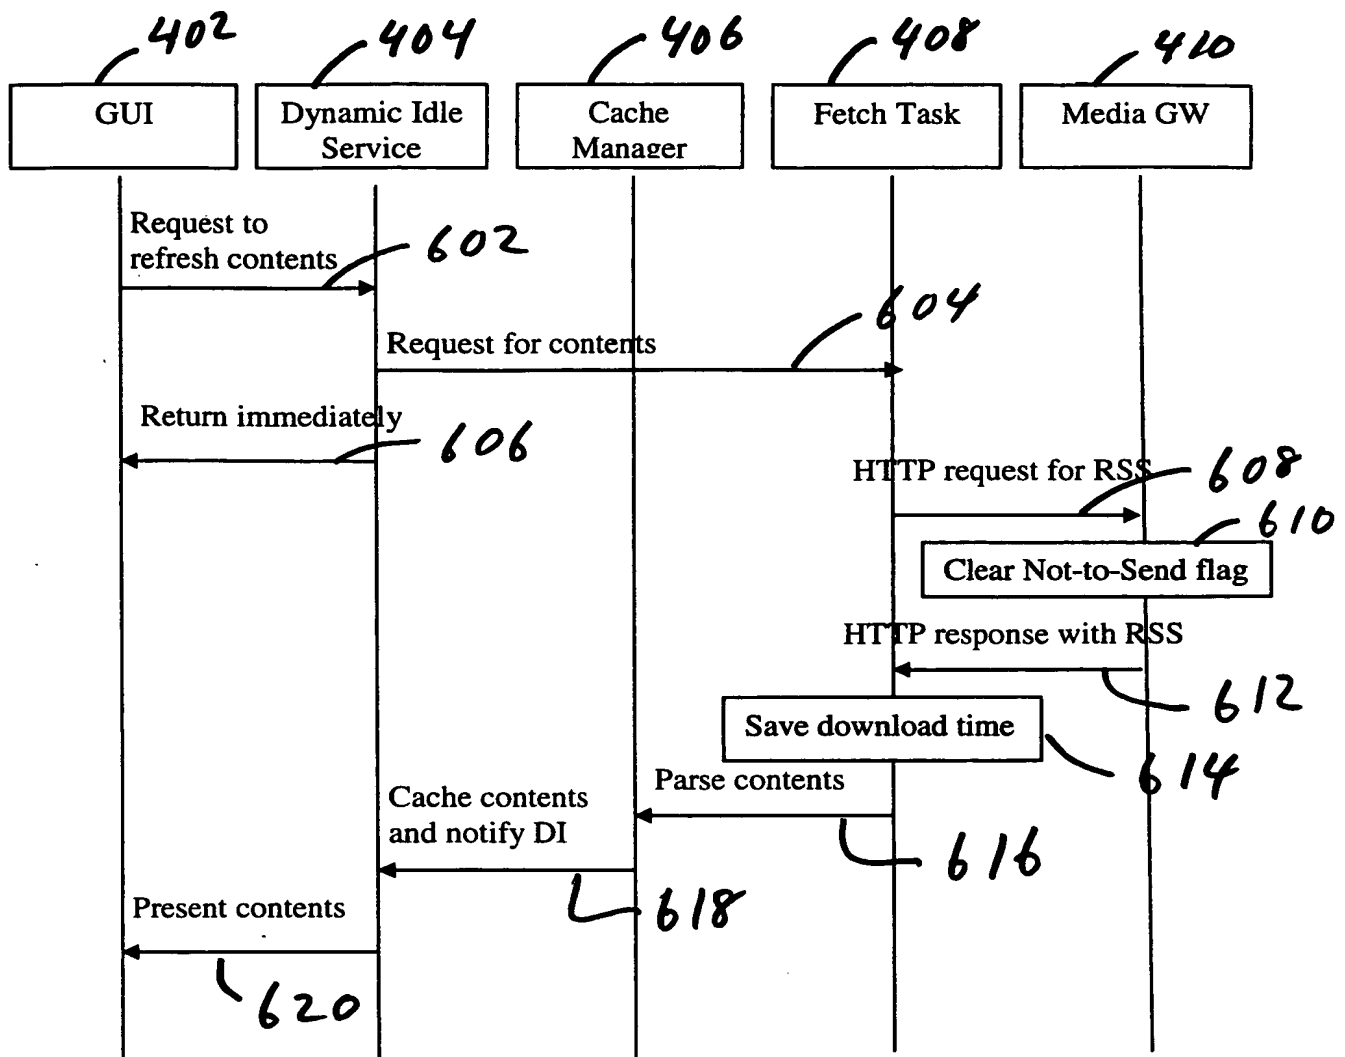 402
404
406
408
410
GUI
Dynamic Idle
Service
Cache
Manager
Fetch Task
Media GW
Request to
refresh contents
602
Request for contents
604
Return immediately
606
HTTP request for RSS
608
610
Clear Not-to-Send flag
HTTP response with RSS
612
Save download time
614
Parse contents
616
Cache contents
and notify DI
618
Present contents
620